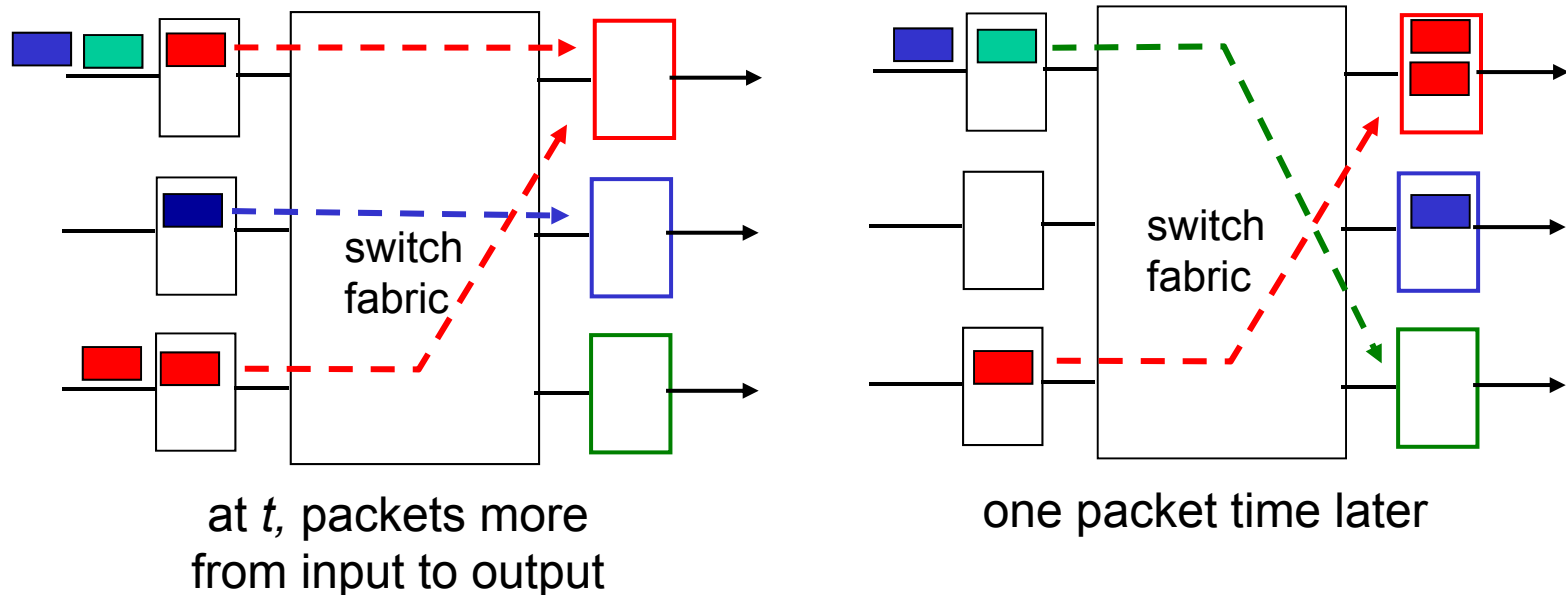 switch
fabric
at t, packets more
from input to output
switch
fabric
one packet time later